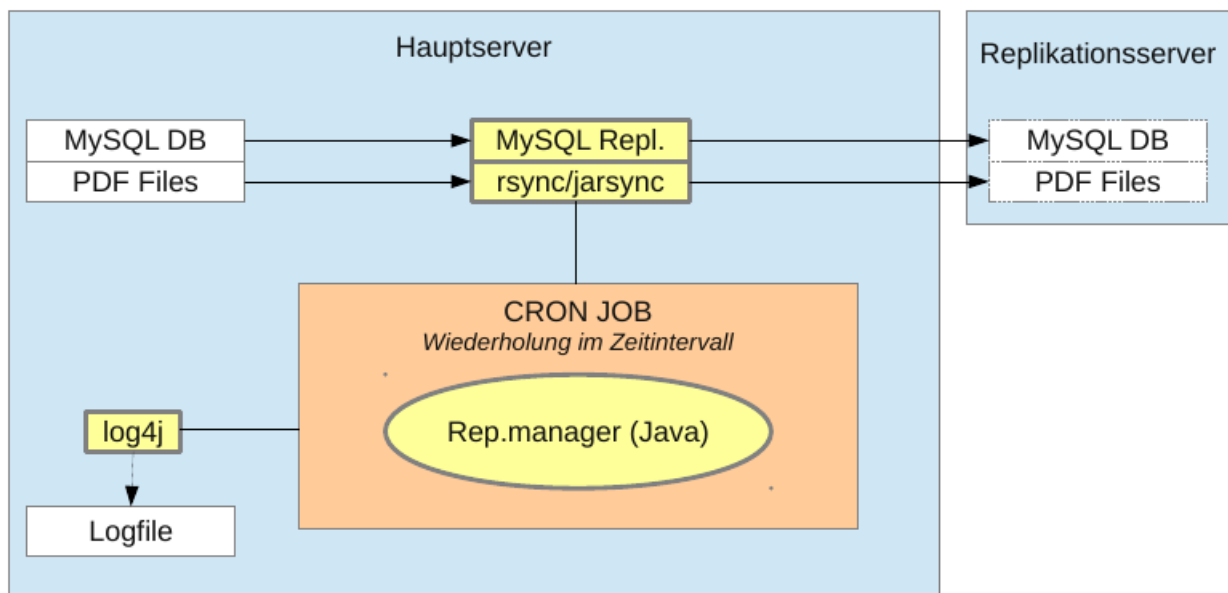 Hauptserver
Replikationsserver
MySQL DB
MySQL Repl.
MySQL DB
PDF Files
rsync/jarsync
PDF Files
CRON JOB
Wiederholung im Zeitintervall
log4j
Rep.manager (Java)
Logfile